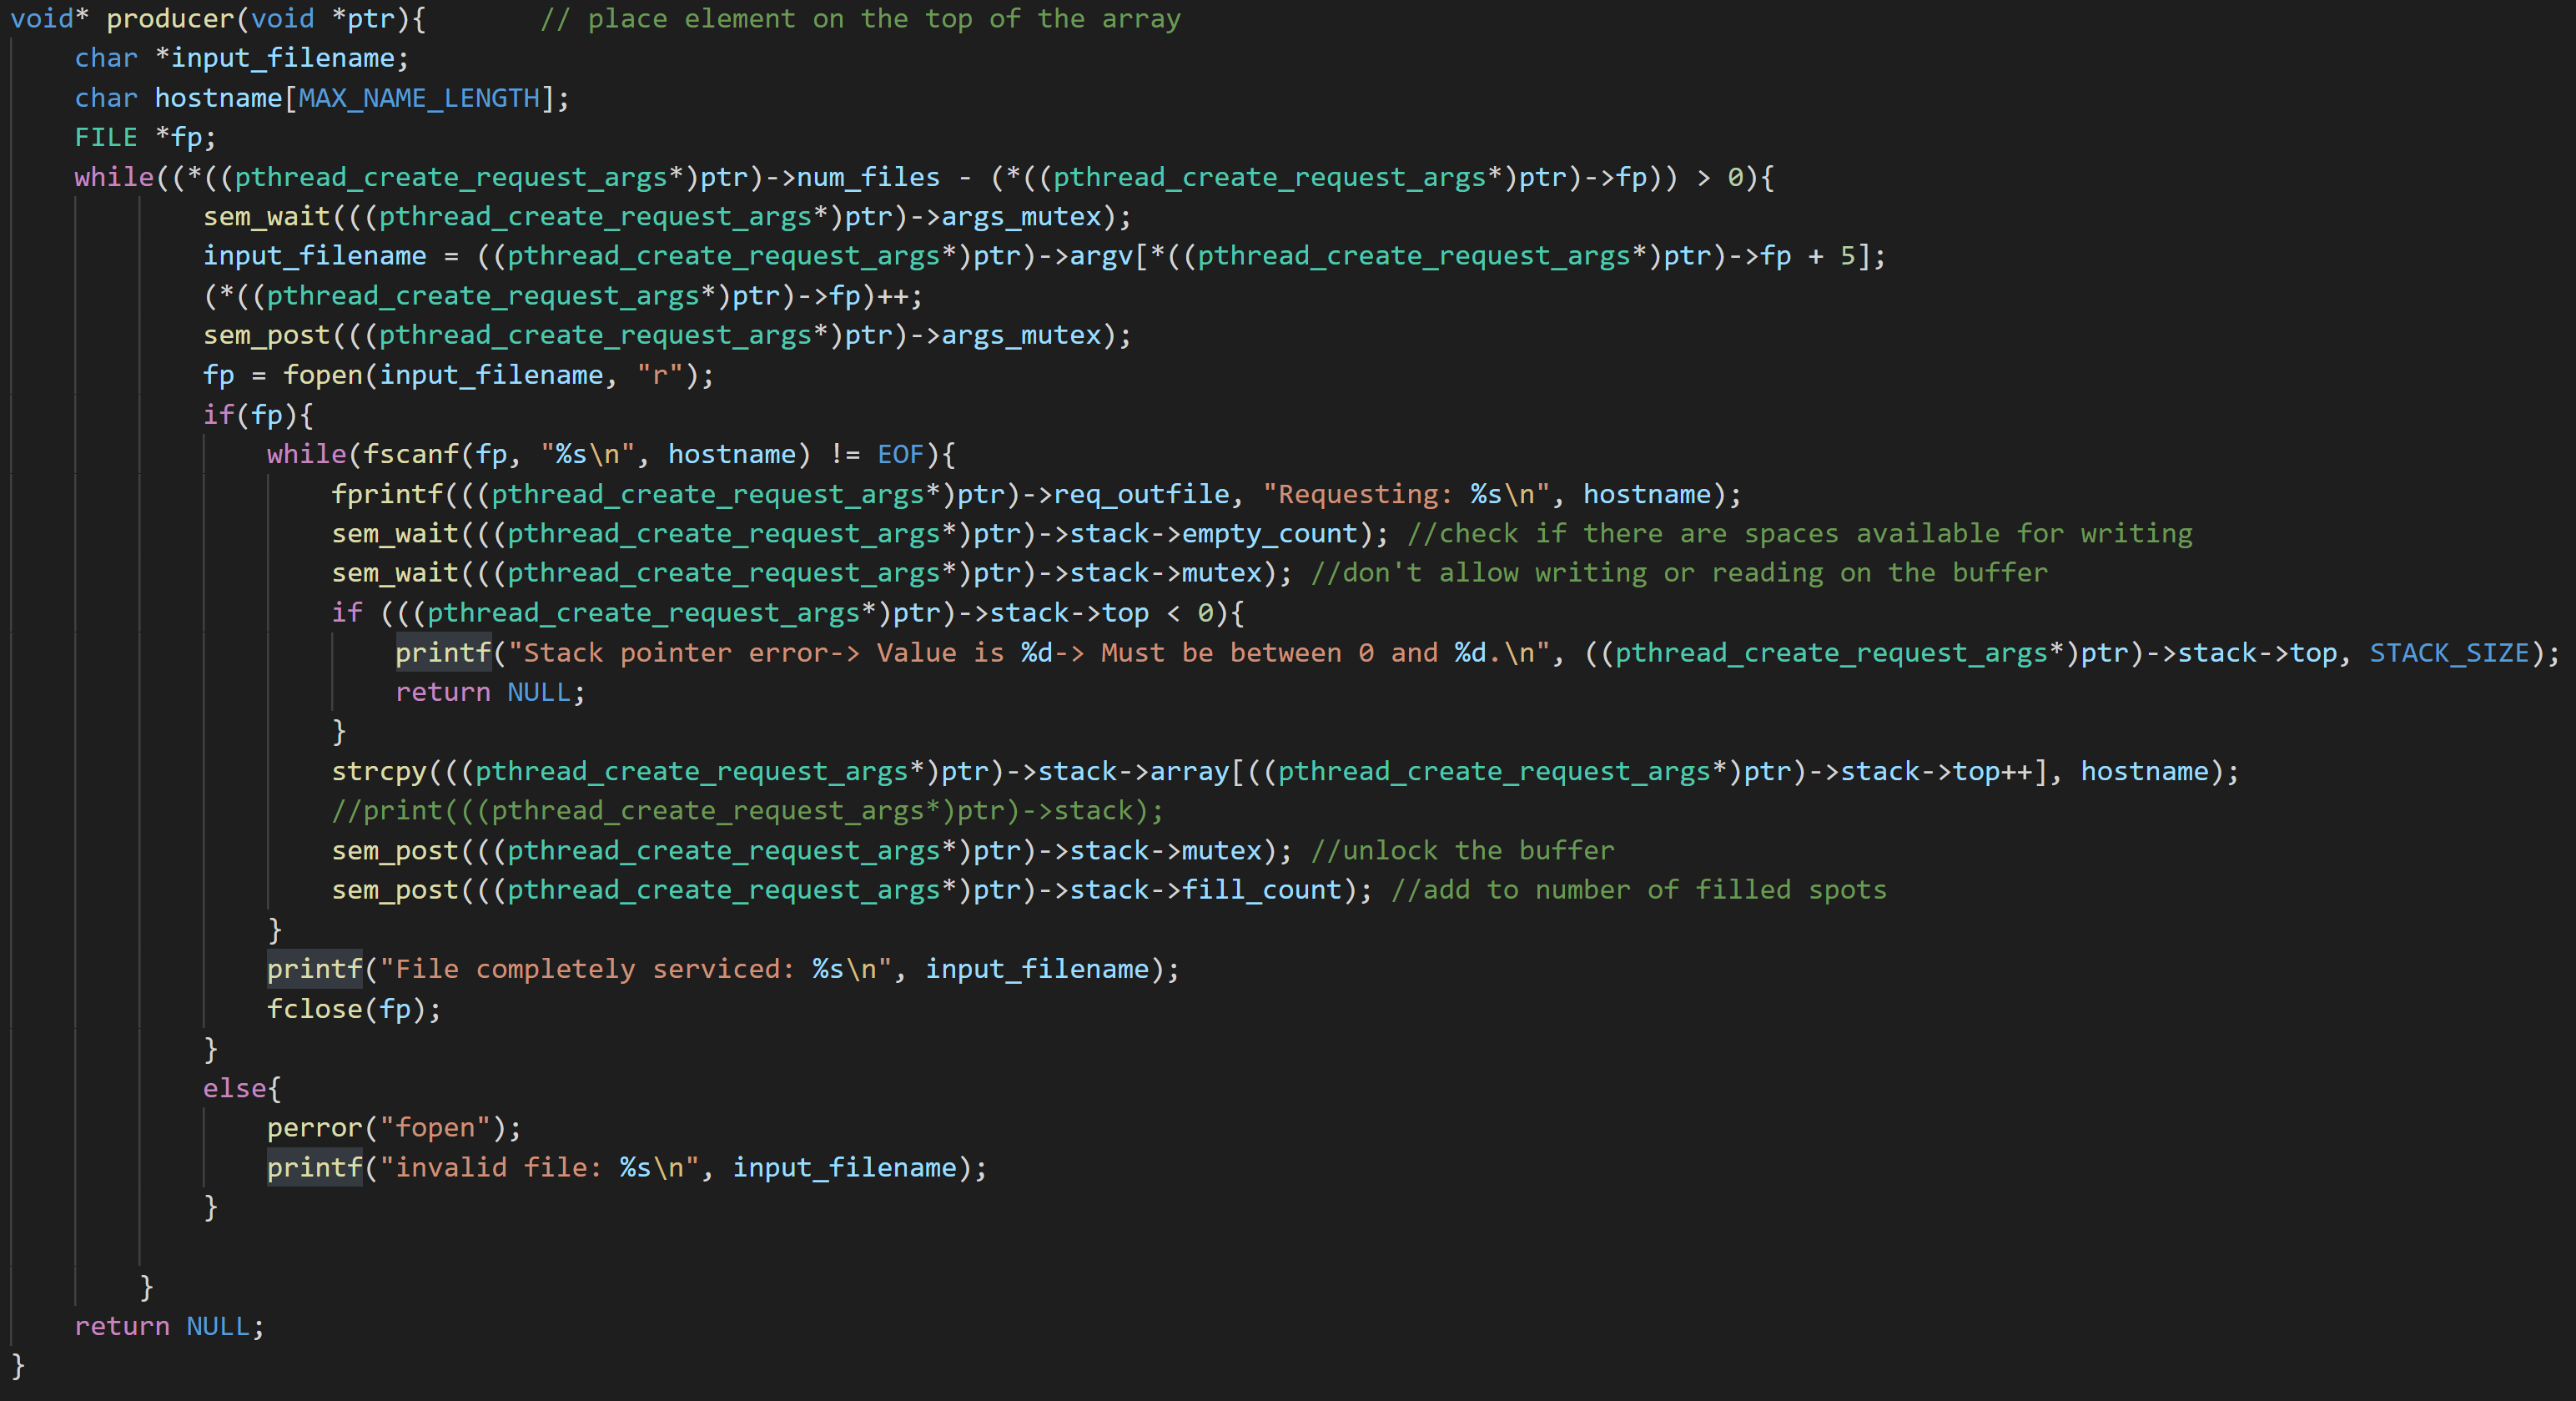 void* producer(void *ptr){       // place element on the top of the array
    char *input_filename;
    char hostname[MAX_NAME_LENGTH];
    FILE *fp;
    while((*((pthread_create_request_args*)ptr)->num_files - (*((pthread_create_request_args*)ptr)->fp)) > 0){
            sem_wait(((pthread_create_request_args*)ptr)->args_mutex);
            input_filename = ((pthread_create_request_args*)ptr)->argv[*((pthread_create_request_args*)ptr)->fp + 5];
            (*((pthread_create_request_args*)ptr)->fp)++;
            sem_post(((pthread_create_request_args*)ptr)->args_mutex);
            fp = fopen(input_filename, "r");
            if(fp){
                while(fscanf(fp, "%s\n", hostname) != EOF){
                    fprintf(((pthread_create_request_args*)ptr)->req_outfile, "Requesting: %s\n", hostname);
                    sem_wait(((pthread_create_request_args*)ptr)->stack->empty_count); //check if there are spaces available for writing
                    sem_wait(((pthread_create_request_args*)ptr)->stack->mutex); //don't allow writing or reading on the buffer
                    if (((pthread_create_request_args*)ptr)->stack->top < 0){
                        printf("Stack pointer error-> Value is %d-> Must be between 0 and %d.\n", ((pthread_create_request_args*)ptr)->stack->top, STACK_SIZE);
                        return NULL;
                    }
                    strcpy(((pthread_create_request_args*)ptr)->stack->array[((pthread_create_request_args*)ptr)->stack->top++], hostname);
                    //print(((pthread_create_request_args*)ptr)->stack);
                    sem_post(((pthread_create_request_args*)ptr)->stack->mutex); //unlock the buffer
                    sem_post(((pthread_create_request_args*)ptr)->stack->fill_count); //add to number of filled spots
                }
                printf("File completely serviced: %s\n", input_filename);
                fclose(fp);
            }
            else{
                perror("fopen");
                printf("invalid file: %s\n", input_filename);
            }
        }
    return NULL;
}